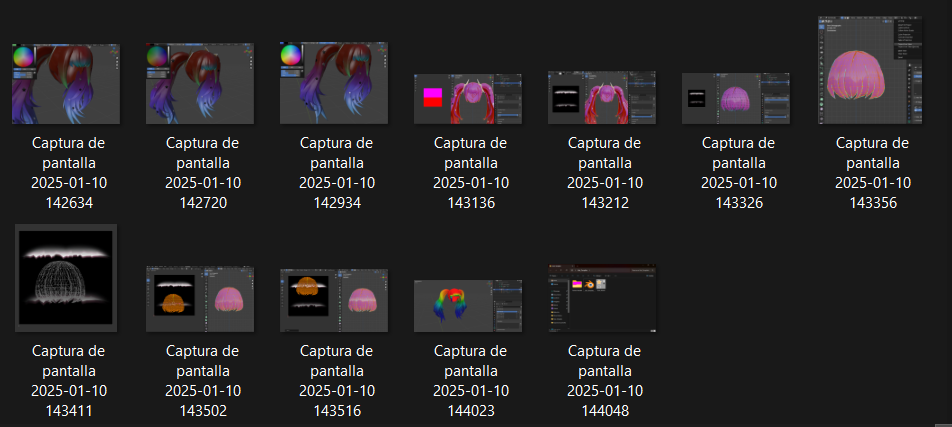 Captura de
pantalla
2025-01-10
142634
Captura de
pantalla
2025-01-10
142720
Captura de
pantalla
2025-01-10
142934
Captura de
pantalla
2025-01-10
143136
Captura de
pantalla
2025-01-10
143212
Captura de
pantalla
2025-01-10
143326
Captura de
pantalla
2025-01-10
143356
Captura de
pantalla
2025-01-10
143411
Captura de
pantalla
2025-01-10
143502
Captura de
pantalla
2025-01-10
143516
Captura de
pantalla
2025-01-10
144023
Captura de
pantalla
2025-01-10
144048